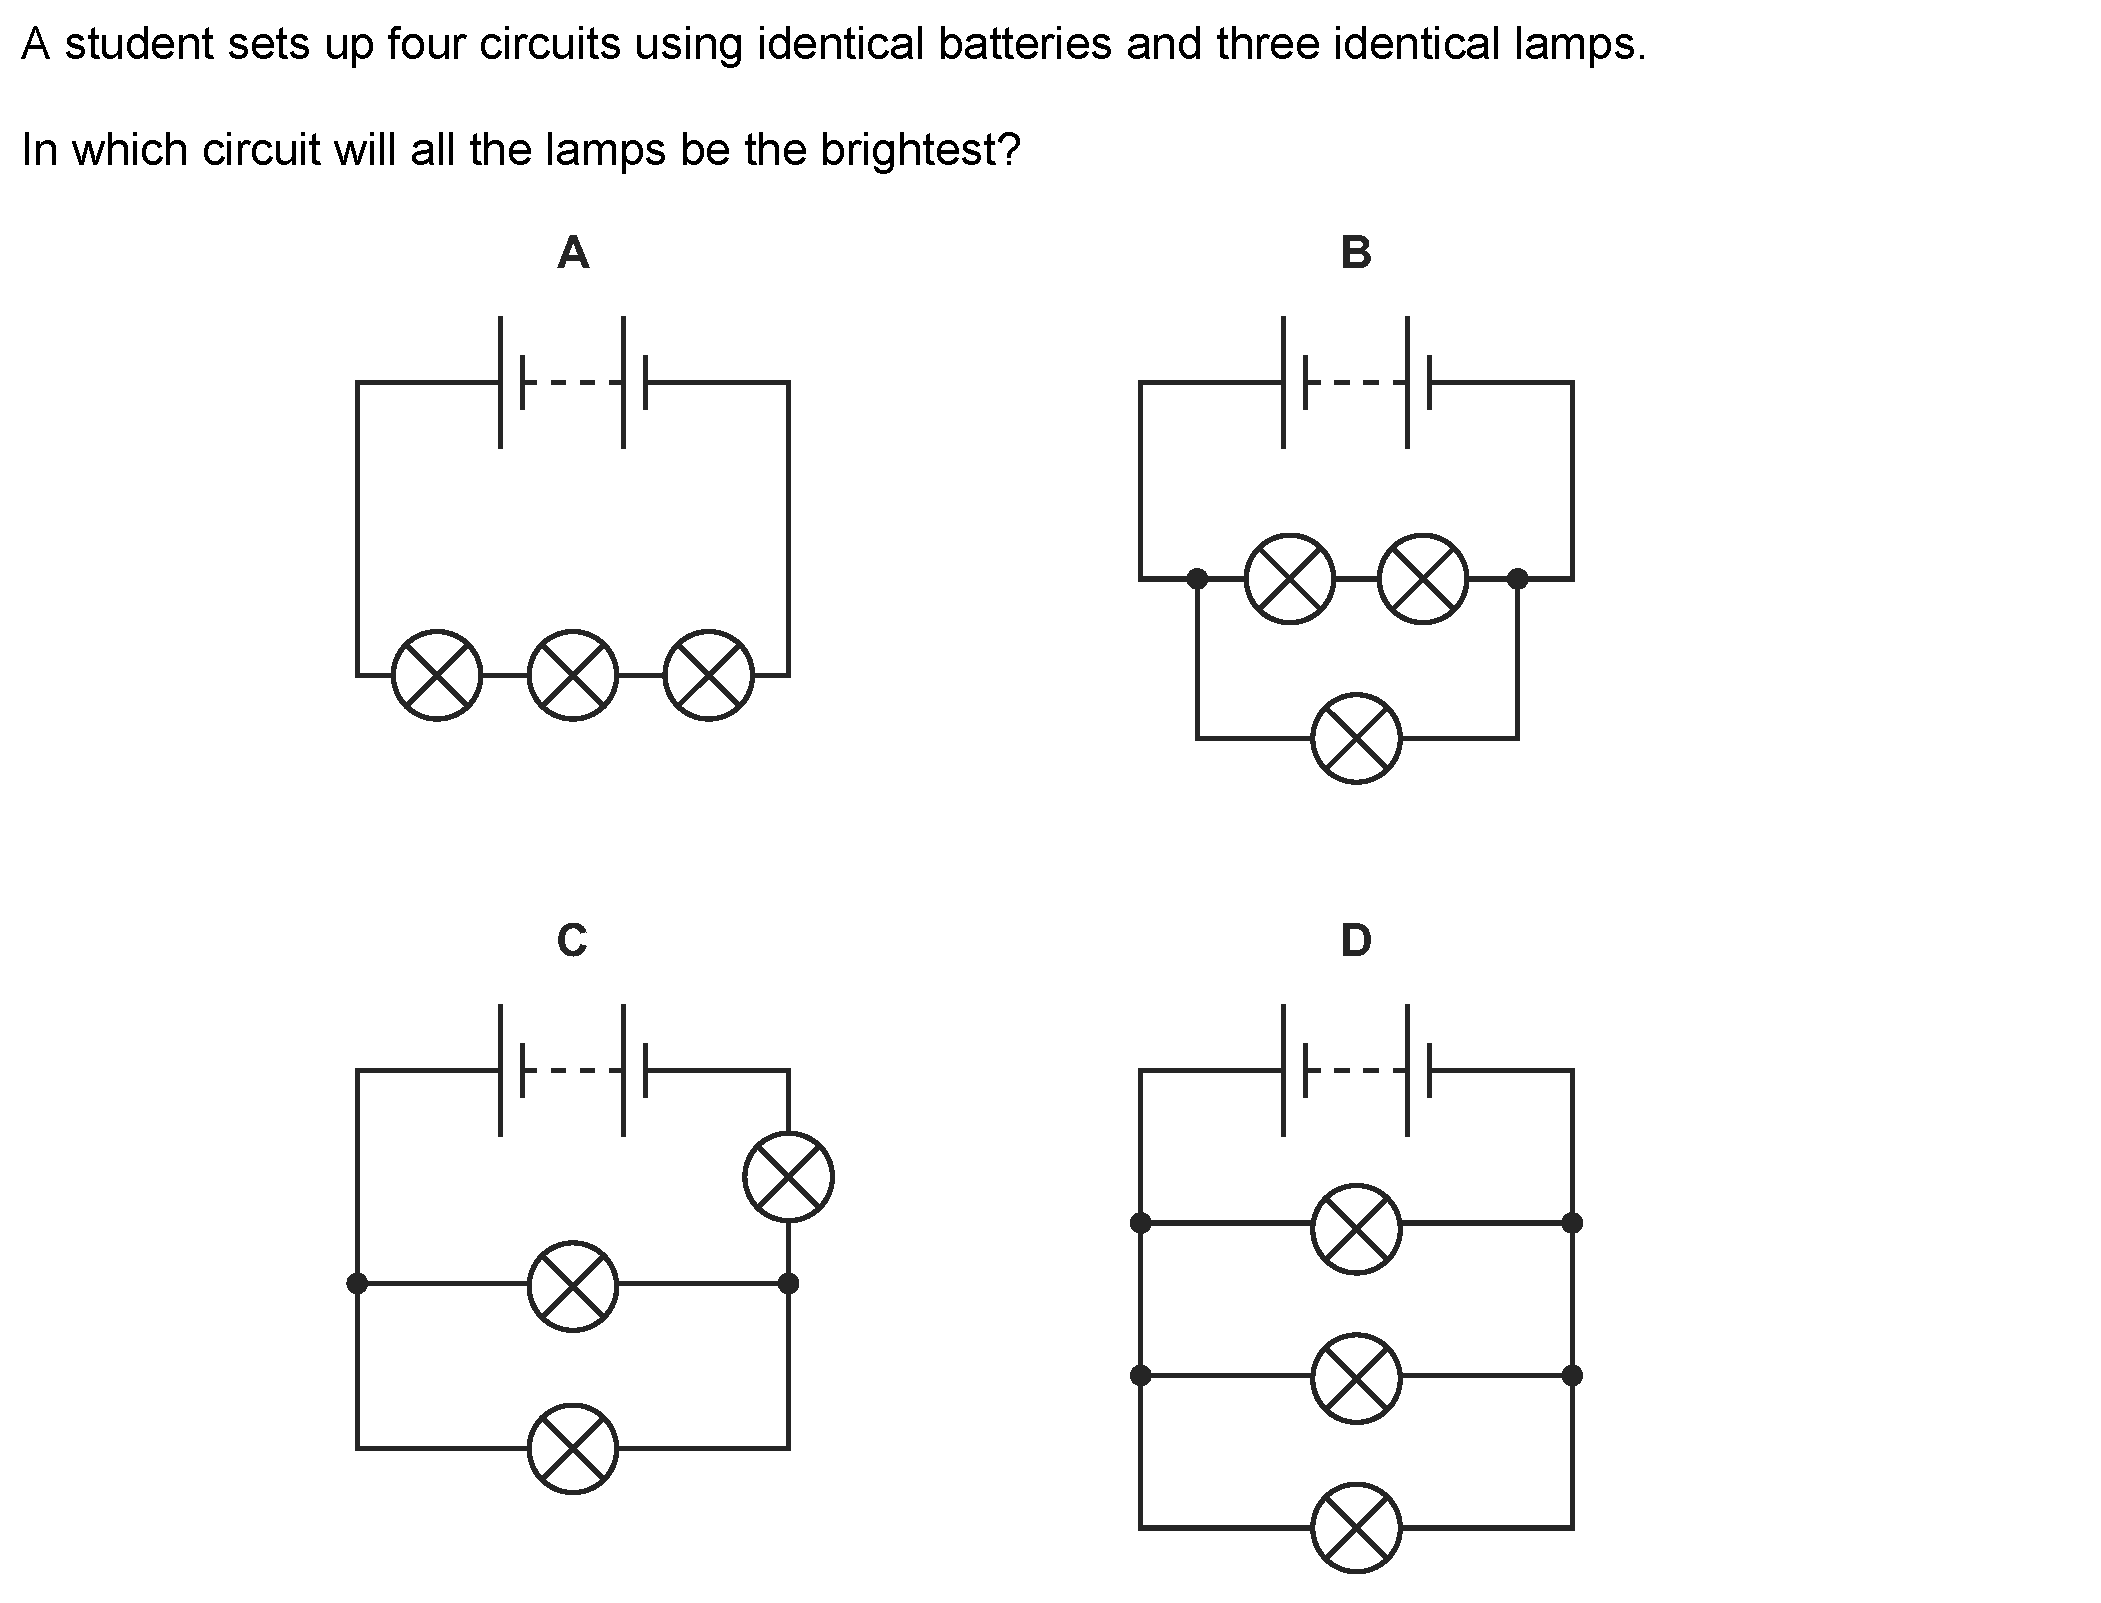 A student sets up four circuits using identical batteries and three identical lamps.
In which circuit will all the lamps be the brightest?
A
B
C
D